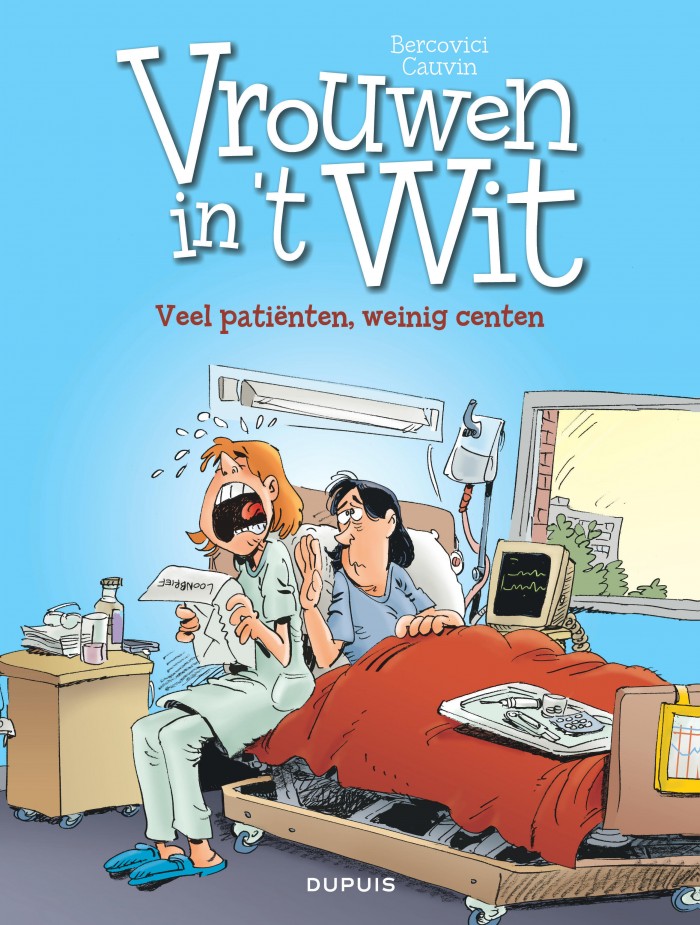 Bercovici
Cauvin
Vrouwen
in 't Wit
Veel patiënten, weinig centen
LOONBRIEF
DUPUIS